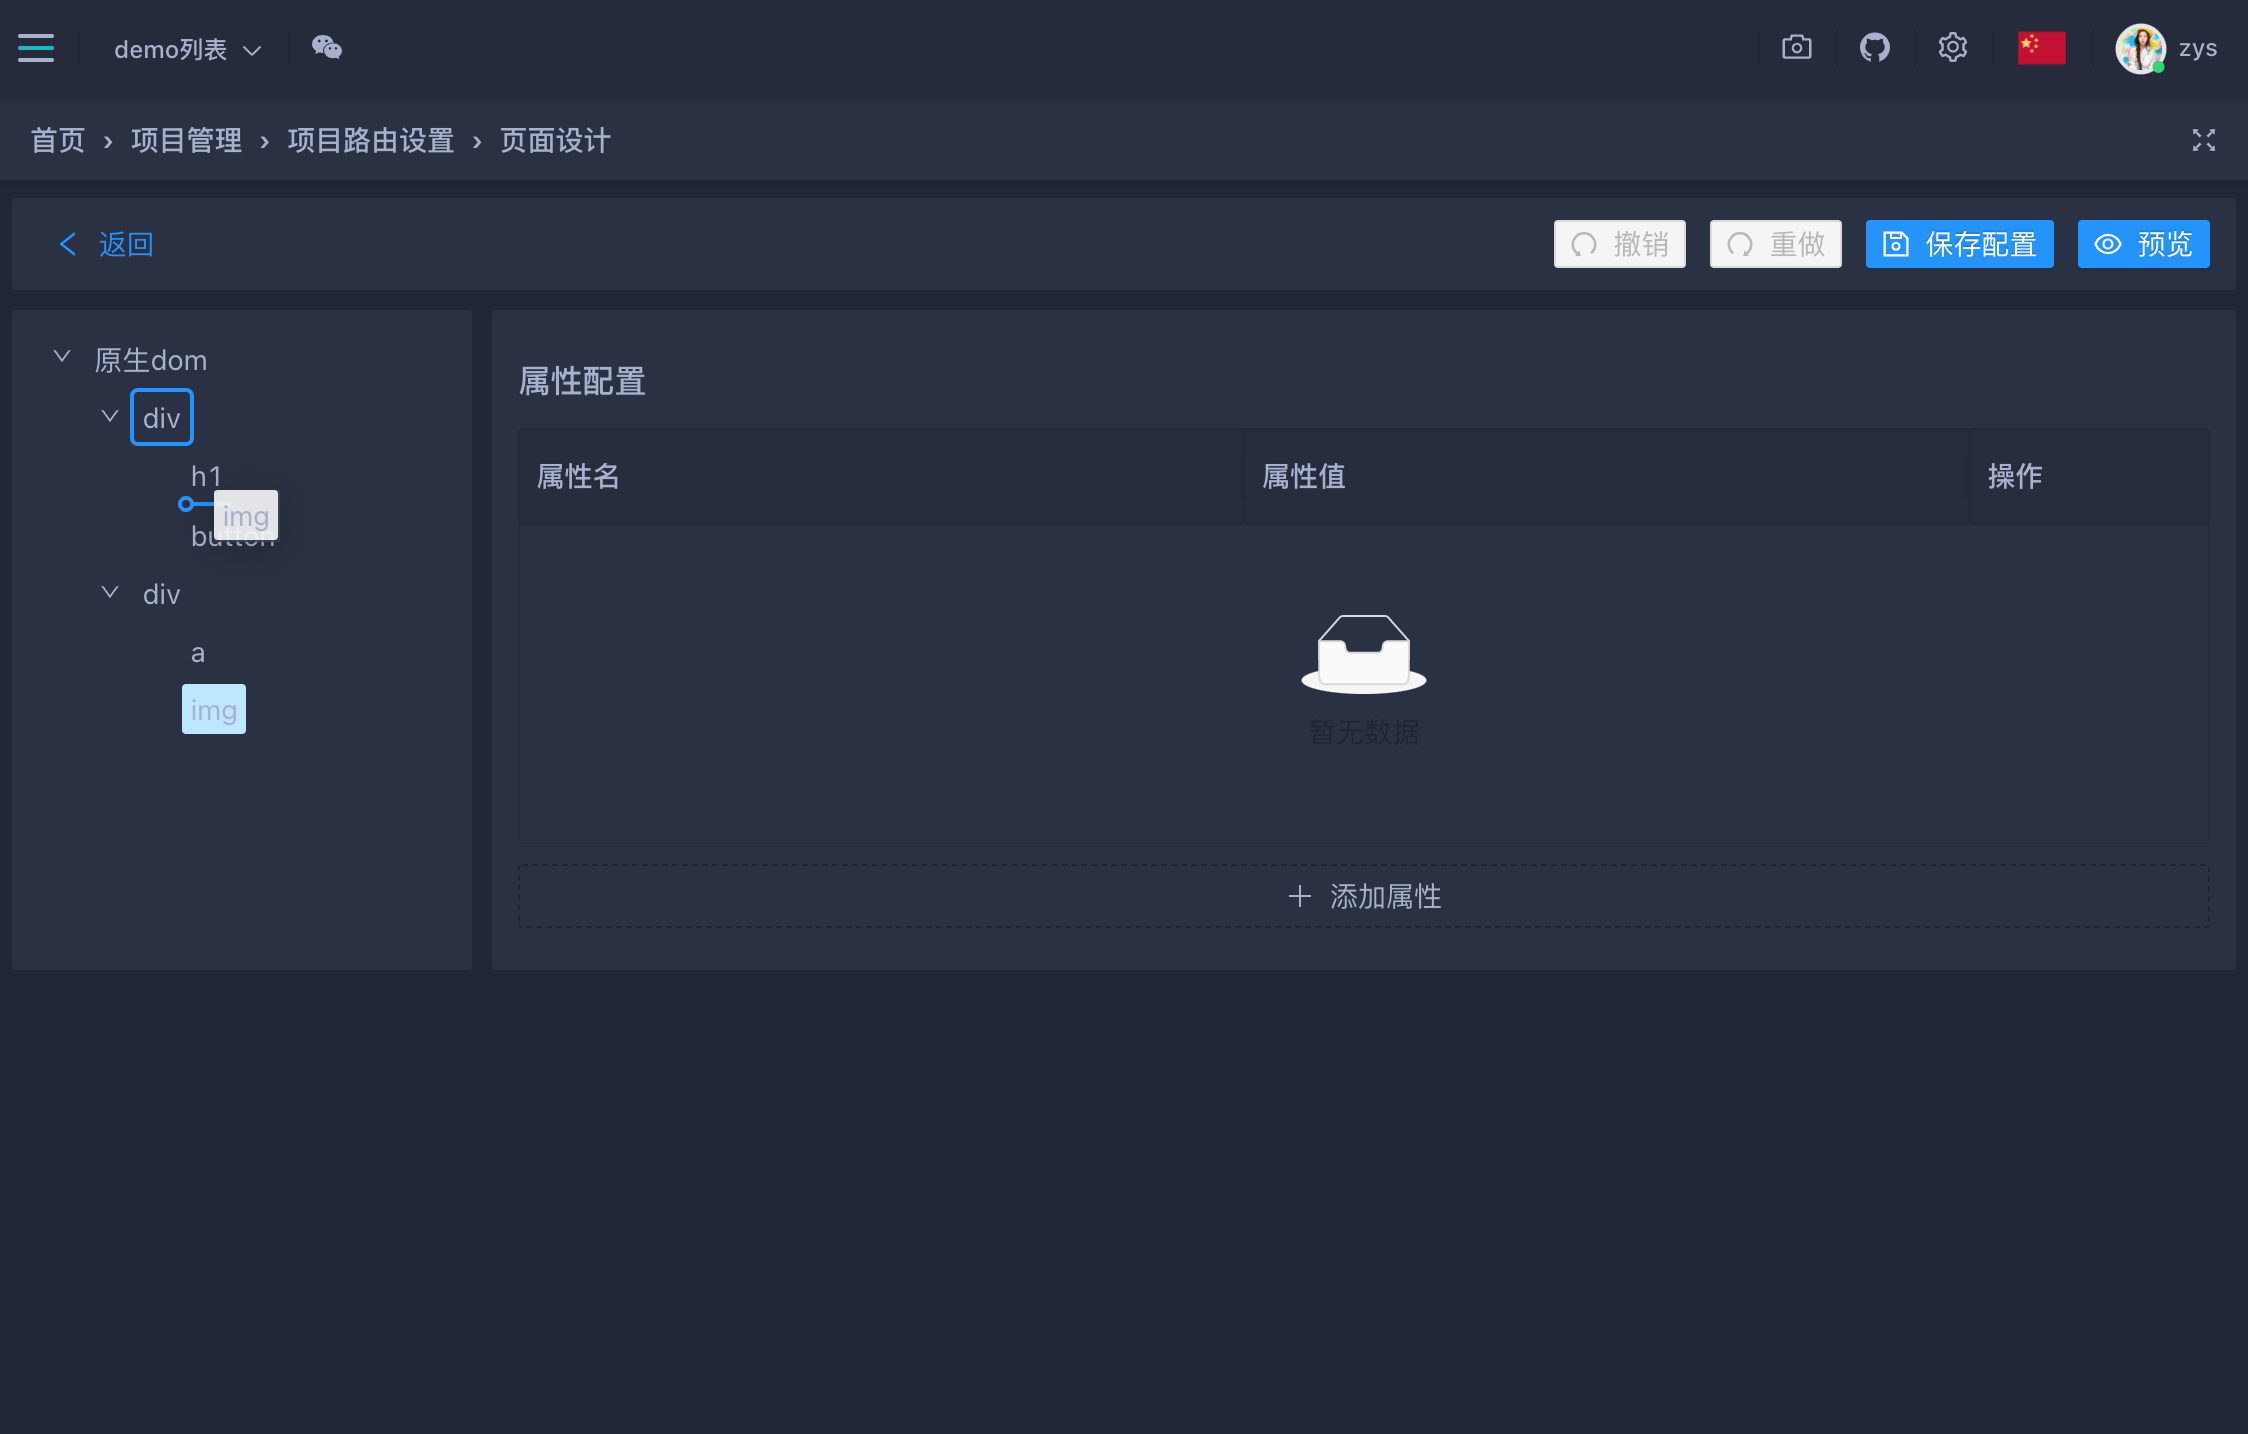 demo列表
zys
首页 › 项目管理 › 项目路由设置 › 页面设计
返回
撤销
重做
保存配置
预览
原生dom
div
h1
img
button
div
a
img
属性配置
属性名
属性值
操作
暂无数据
添加属性